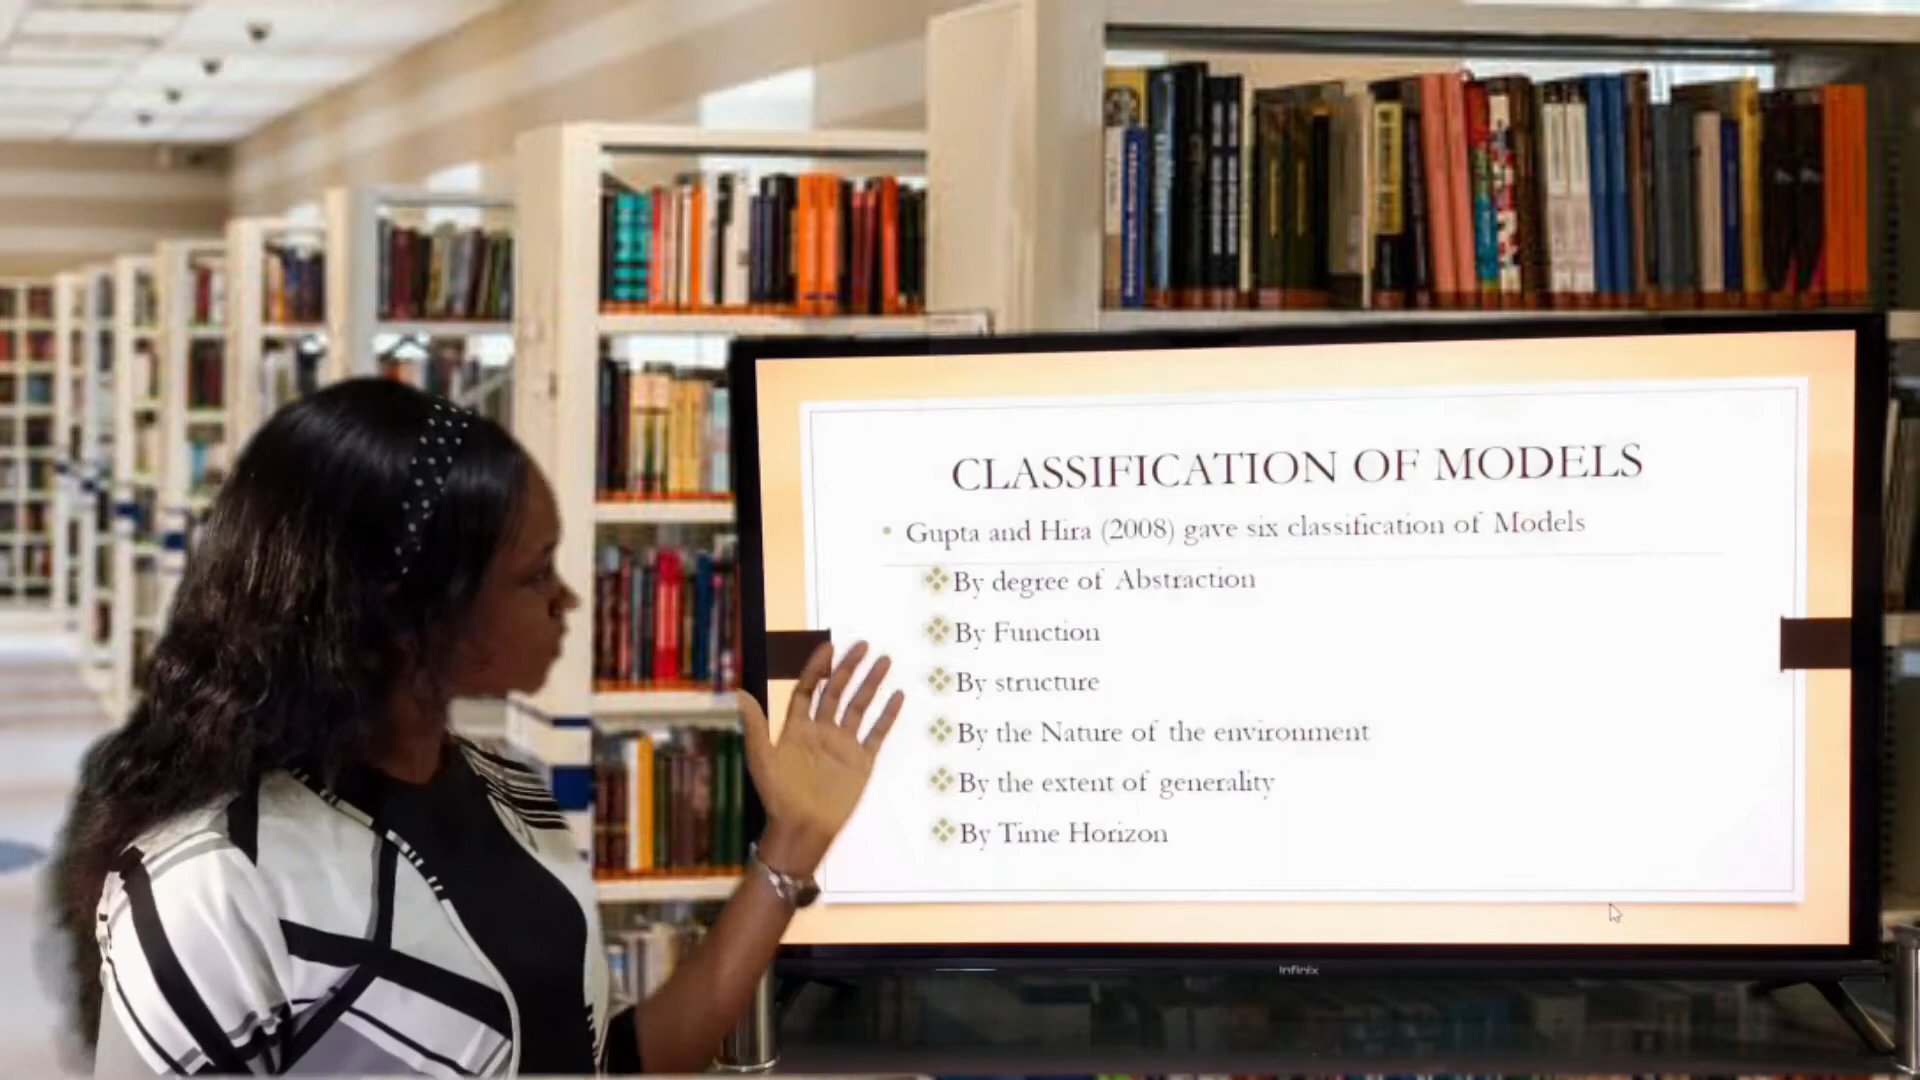 CLASSIFICATION OF MODELS
Gupta and Hira (2008) gave six classification of Models
By degree of Abstraction
By Function
By structure
By the Nature of the environment
By the extent of generality
By Time Horizon
Infinix